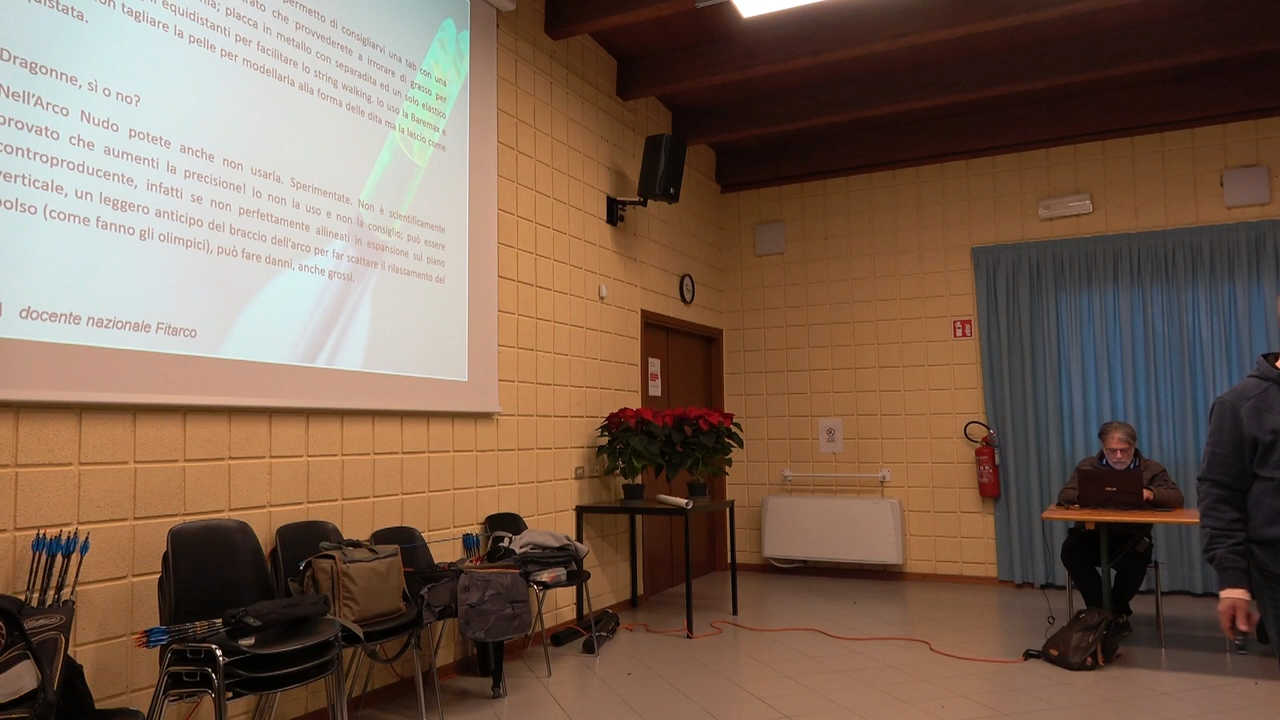 permetto di consigliarvi una tab con una
che provvederete a irrorare di grasso per
placca in metallo con separadita ed un solo elastico
equidistanti per facilitare lo string walking. Io uso la Baremax e
non tagliare la pelle per modellarla alla forma delle dita ma la lascio come
Dragonne, sì o no?
Nell'Arco Nudo potete anche non usarla. Sperimentate. Non è scientificamente
provato che aumenti la precisione! Io non la uso e non la consiglio; può essere
controproducente, infatti se non perfettamente allineati in espansione sul piano
verticale, un leggero anticipo del braccio dell'arco per far scattare il rilassamento del
polso (come fanno gli olimpici), può fare danni, anche grossi.
docente nazionale Fitarco